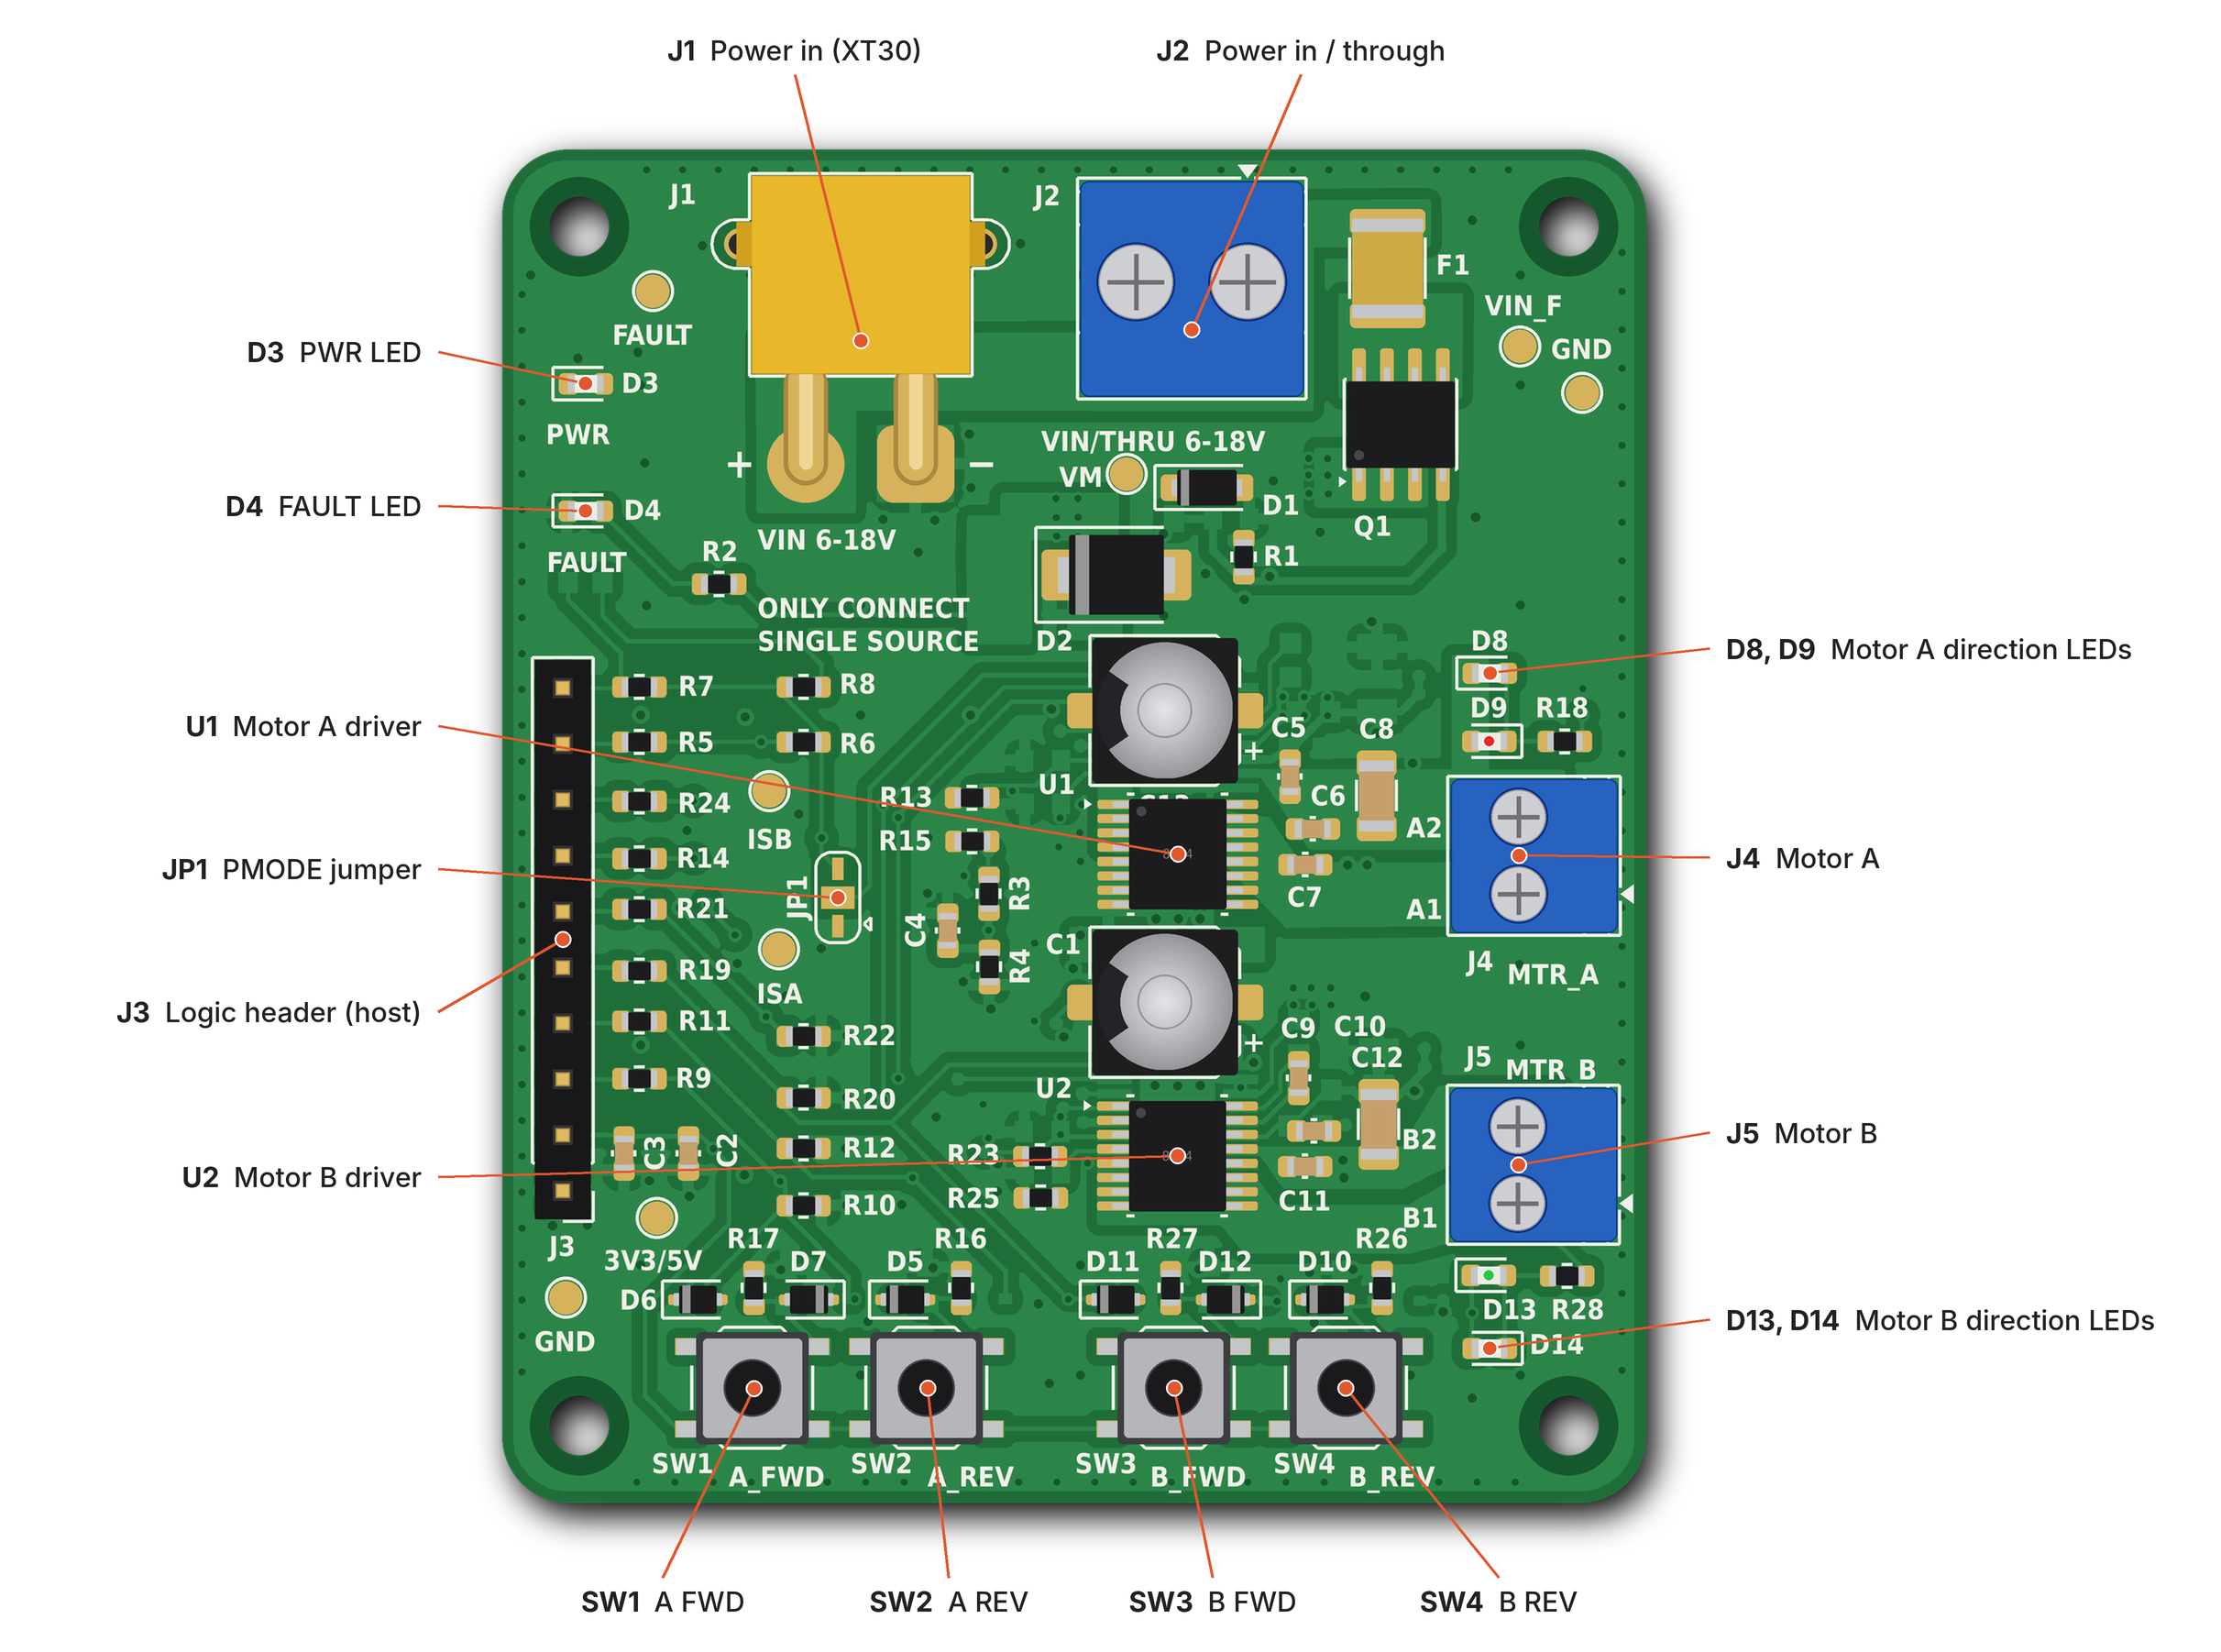 J1 Power in (XT30)
J2 Power in / through
J1
J2
F1
VIN_F
GND
FAULT
D3 PWR LED
D3
PWR
VIN/THRU 6-18V
VM
D1
Q1
D4 FAULT LED
D4
FAULT
+
−
VIN 6-18V
R2
R1
ONLY CONNECT
SINGLE SOURCE
D2
D8
D8, D9 Motor A direction LEDs
R7
R8
D9
R18
U1 Motor A driver
R5
R6
C5
C8
+
U1
R24
R13
C6
ISB
R15
A2
J4 Motor A
R14
JP1 PMODE jumper
JP1
C7
R3
R21
C4
A1
C1
R4
J4
MTR_A
R19
ISA
J3 Logic header (host)
R11
R22
C9
C10
+
C12
J5
MTR_B
R9
U2
R20
J5 Motor B
C3
C2
R12
R23
B2
U2 Motor B driver
R10
R25
C11
B1
J3
3V3/5V
R17
R16
R27
R26
D6
D7
D5
D11
D12
D10
D13
R28
GND
D14
D13, D14 Motor B direction LEDs
SW1
A_FWD
SW2
A_REV
SW3
B_FWD
SW4
B_REV
SW1 A FWD
SW2 A REV
SW3 B FWD
SW4 B REV